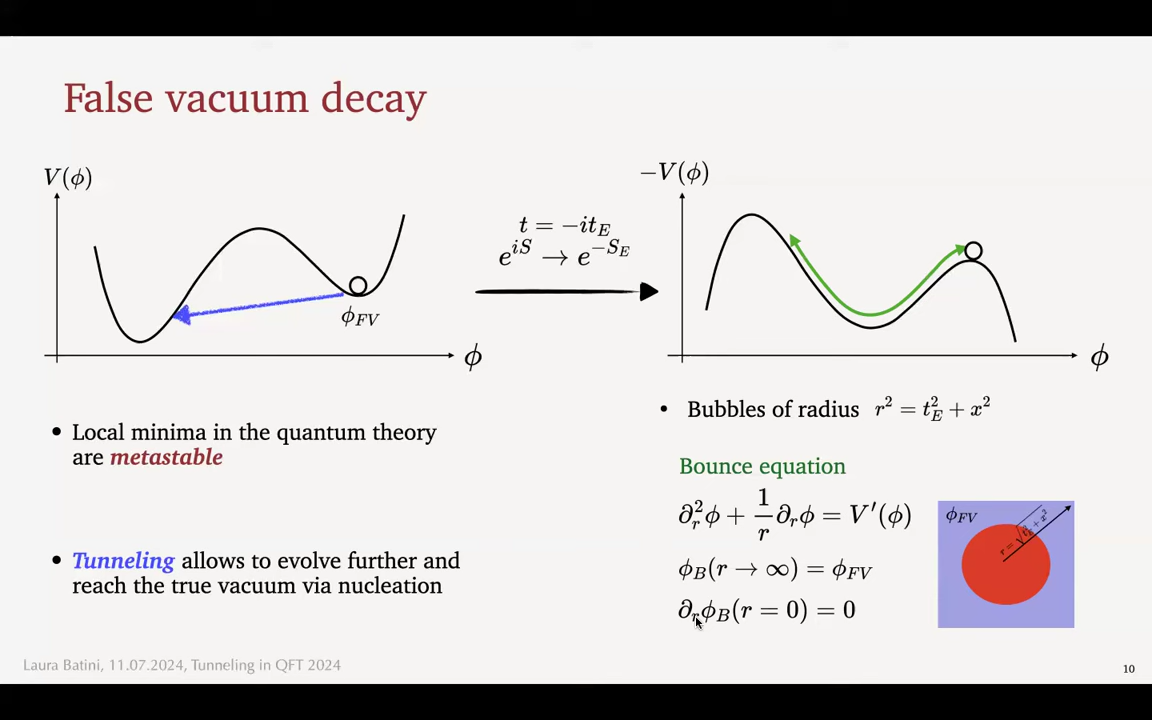 False vacuum decay
V(ϕ)
ϕ_FV
ϕ
t = −it_E
e^{iS} → e^{−S_E}
−V(ϕ)
ϕ
• Local minima in the quantum theory
are metastable
• Tunneling allows to evolve further and
reach the true vacuum via nucleation
• Bubbles of radius r² = t_E² + x²
Bounce equation
∂_r²ϕ + 1/r ∂_rϕ = V′(ϕ)
ϕ_B(r → ∞) = ϕ_FV
∂_rϕ_B(r = 0) = 0
ϕ_FV
r = √(t_E² + x²)
Laura Batini, 11.07.2024, Tunneling in QFT 2024
10